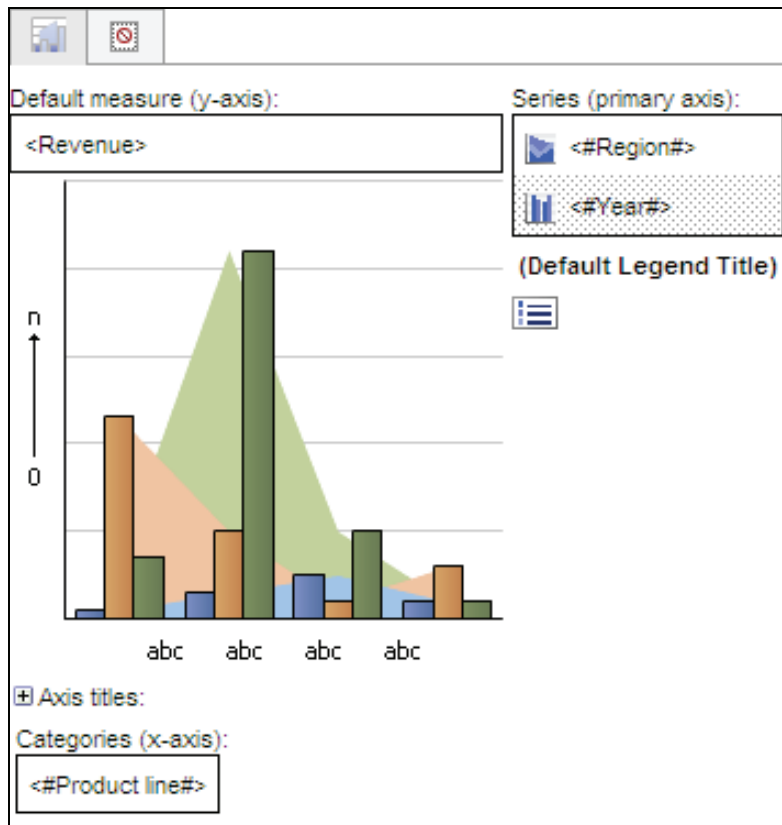 Default measure (y-axis):
<Revenue>
Series (primary axis):
<#Region#>
<#Year#>
(Default Legend Title)
n
0
abc abc abc abc
Axis titles:
Categories (x-axis):
<#Product line#>